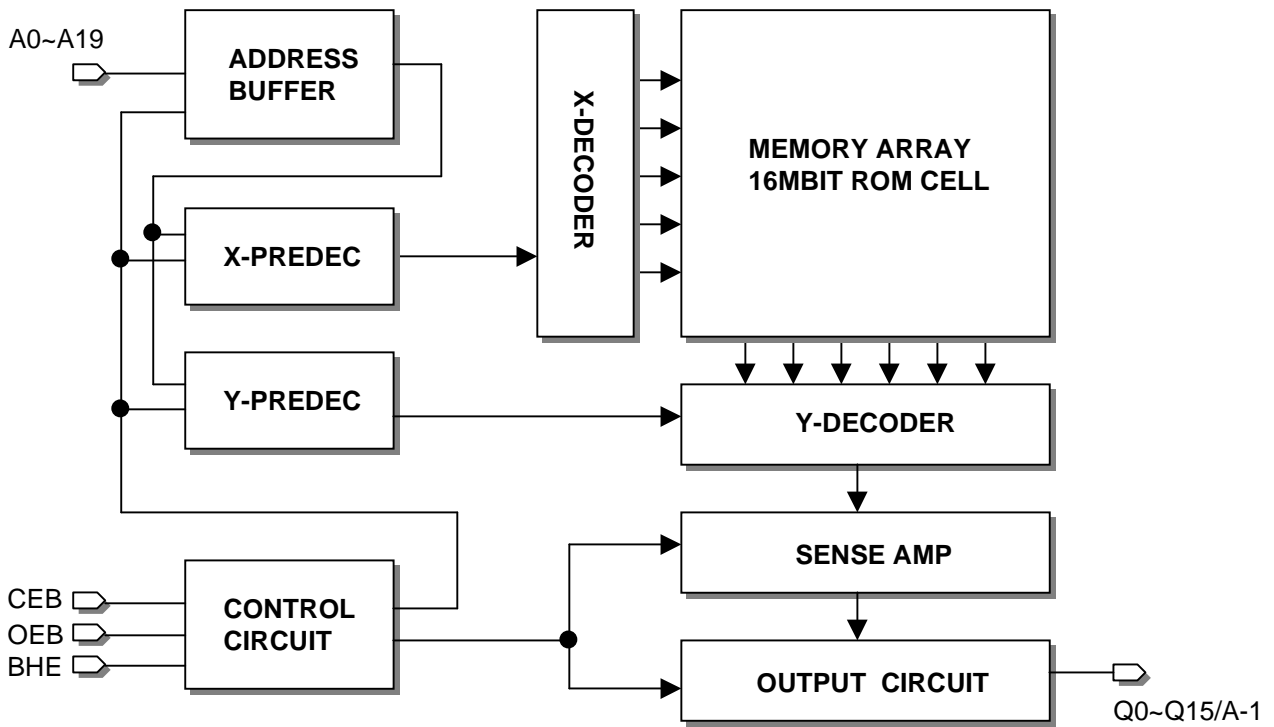 A0~A19
ADDRESS
BUFFER
X-DECODER
MEMORY ARRAY
16MBIT ROM CELL
X-PREDEC
Y-PREDEC
Y-DECODER
SENSE AMP
CEB
OEB
BHE
CONTROL
CIRCUIT
OUTPUT CIRCUIT
Q0~Q15/A-1